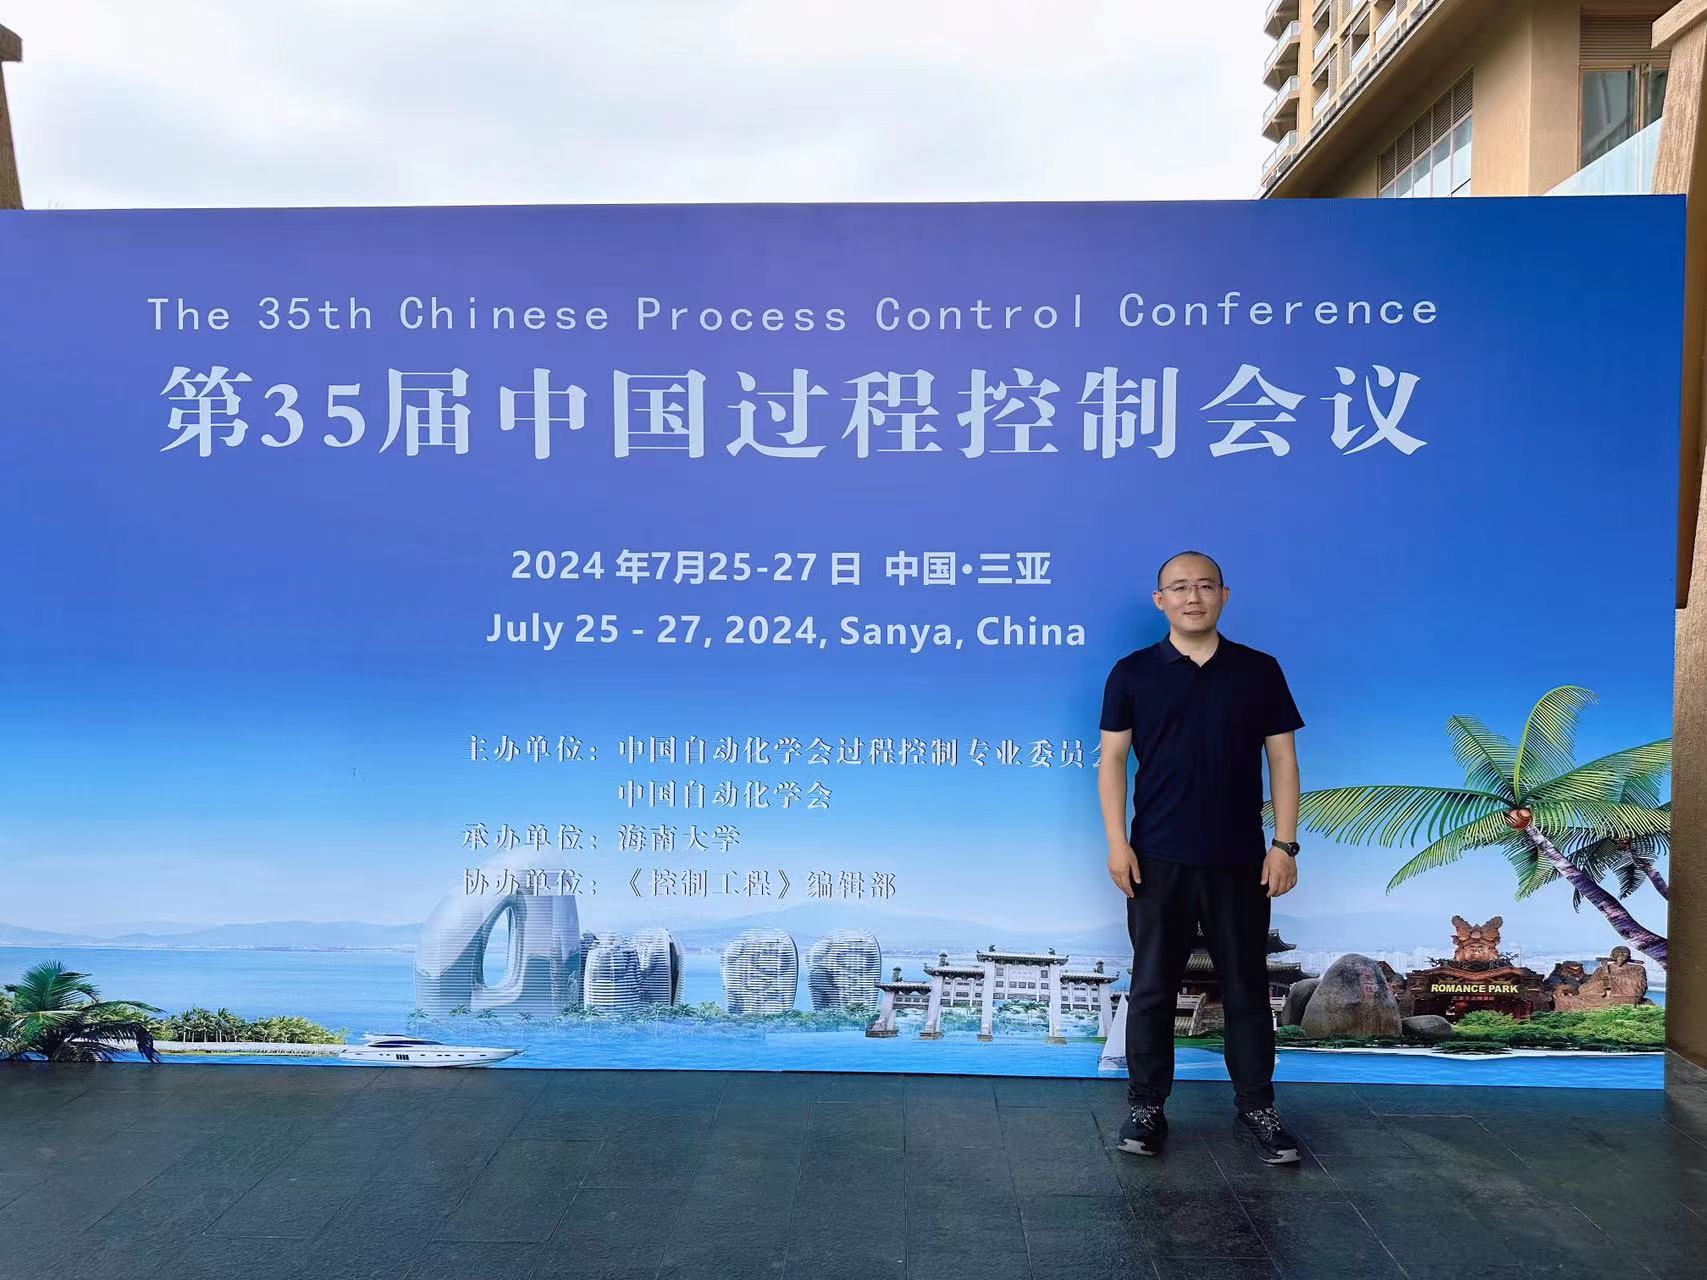 The 35th Chinese Process Control Conference
第35届中国过程控制会议
2024 年7月25-27 日 中国·三亚
July 25 - 27, 2024, Sanya, China
主办单位：中国自动化学会过程控制专业委员会
中国自动化学会
承办单位：海南大学
协办单位：《控制工程》编辑部
ROMANCE PARK